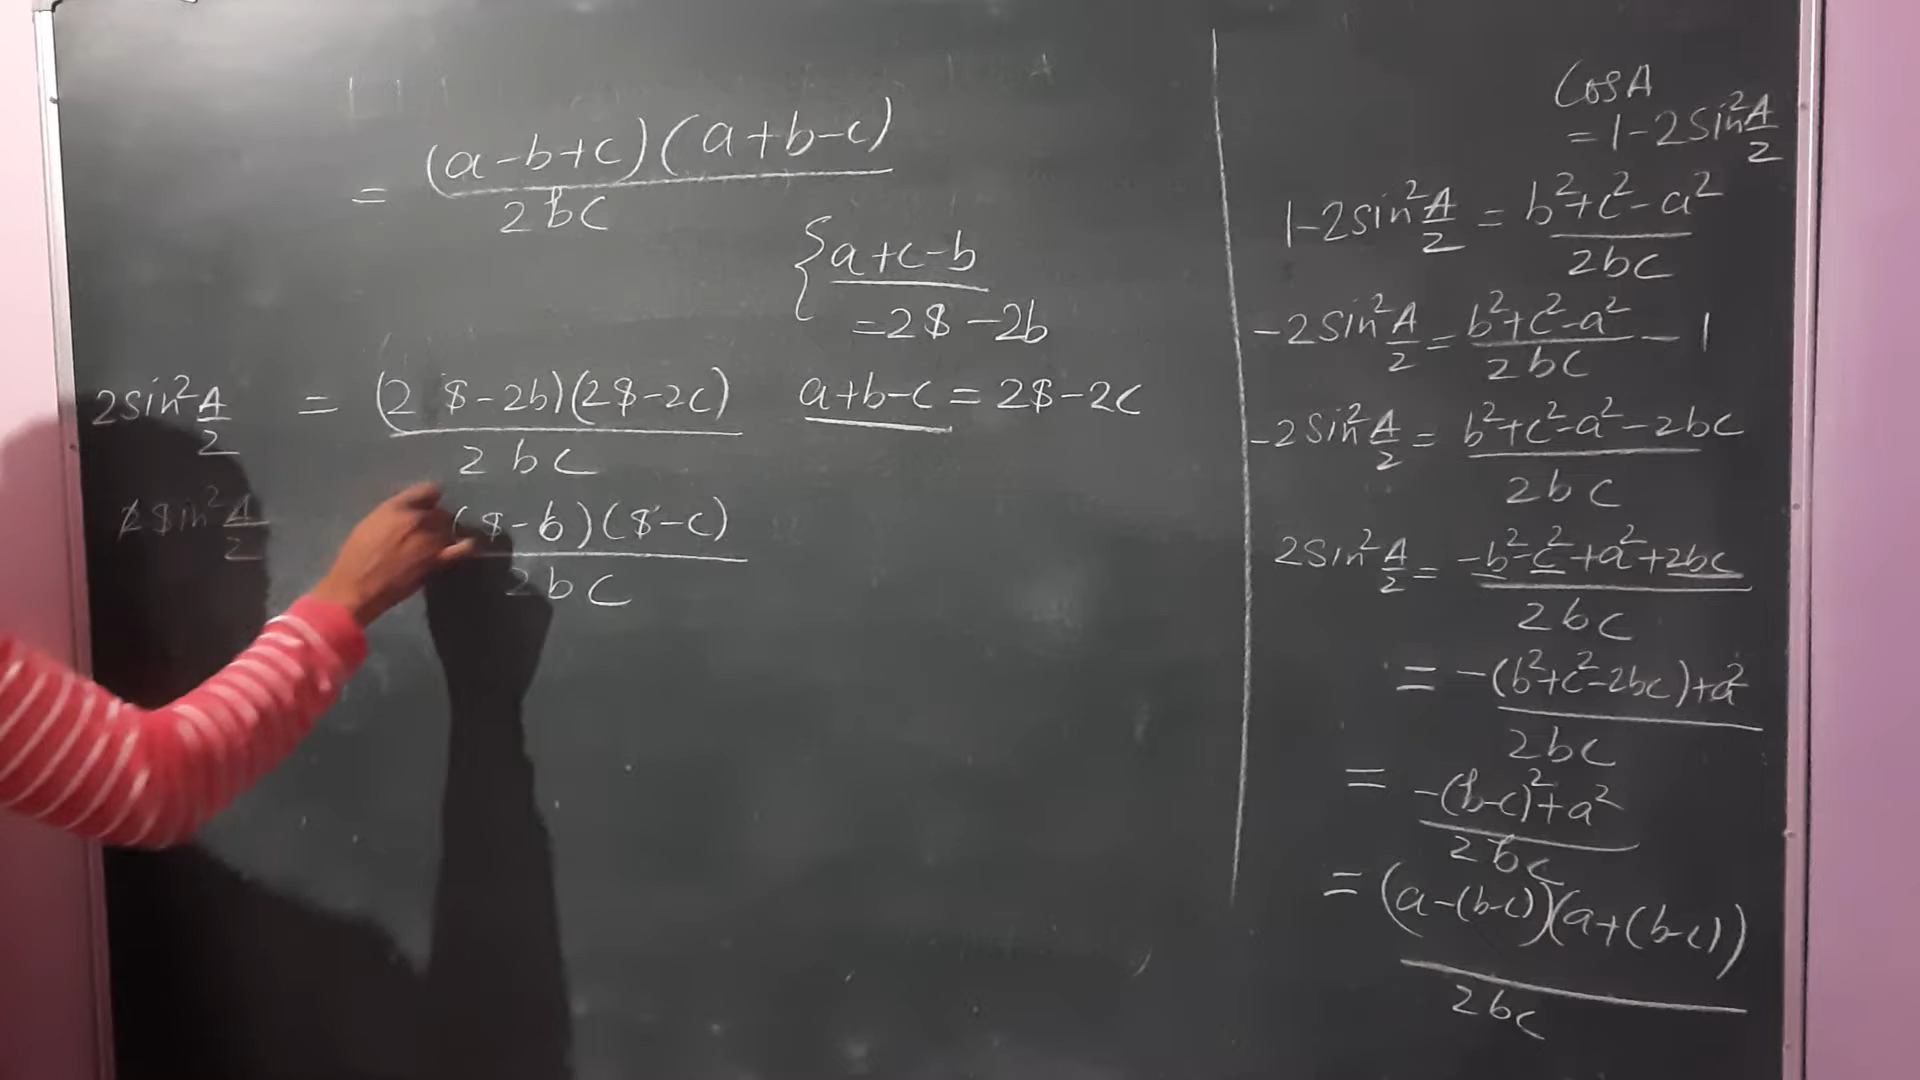 = (a-b+c)(a+b-c)
2bc
{a+c-b
=2s-2b
2sin²A/2 = (2s-2b)(2s-2c) a+b-c=2s-2c
2bc
2sin²A/2 (s-b)(s-c)
2bc
CosA
=1-2Sin²A/2
1-2sin²A/2 = b²+c²-a²
2bc
-2Sin²A/2 = b²+c²-a² - 1
2bc
-2Sin²A/2 = b²+c²-a²-2bc
2bc
2Sin²A/2 = -b²-c²+a²+2bc
2bc
= -(b²+c²-2bc)+a²
2bc
= -(b-c)²+a²
2bc
= (a-(b-c))(a+(b-c))
2bc